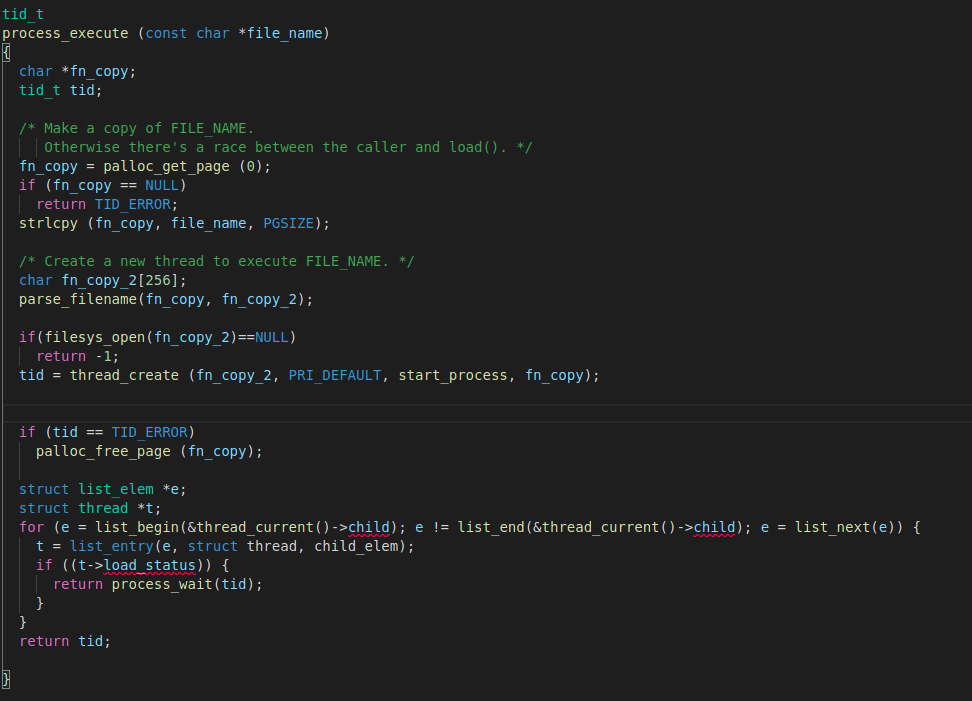 tid_t
process_execute (const char *file_name)
{
  char *fn_copy;
  tid_t tid;

  /* Make a copy of FILE_NAME.
     Otherwise there's a race between the caller and load(). */
  fn_copy = palloc_get_page (0);
  if (fn_copy == NULL)
    return TID_ERROR;
  strlcpy (fn_copy, file_name, PGSIZE);

  /* Create a new thread to execute FILE_NAME. */
  char fn_copy_2[256];
  parse_filename(fn_copy, fn_copy_2);

  if(filesys_open(fn_copy_2)==NULL)
    return -1;
  tid = thread_create (fn_copy_2, PRI_DEFAULT, start_process, fn_copy);


  if (tid == TID_ERROR)
    palloc_free_page (fn_copy);

  struct list_elem *e;
  struct thread *t;
  for (e = list_begin(&thread_current()->child); e != list_end(&thread_current()->child); e = list_next(e)) {
    t = list_entry(e, struct thread, child_elem);
    if ((t->load_status)) {
      return process_wait(tid);
    }
  }
  return tid;

}